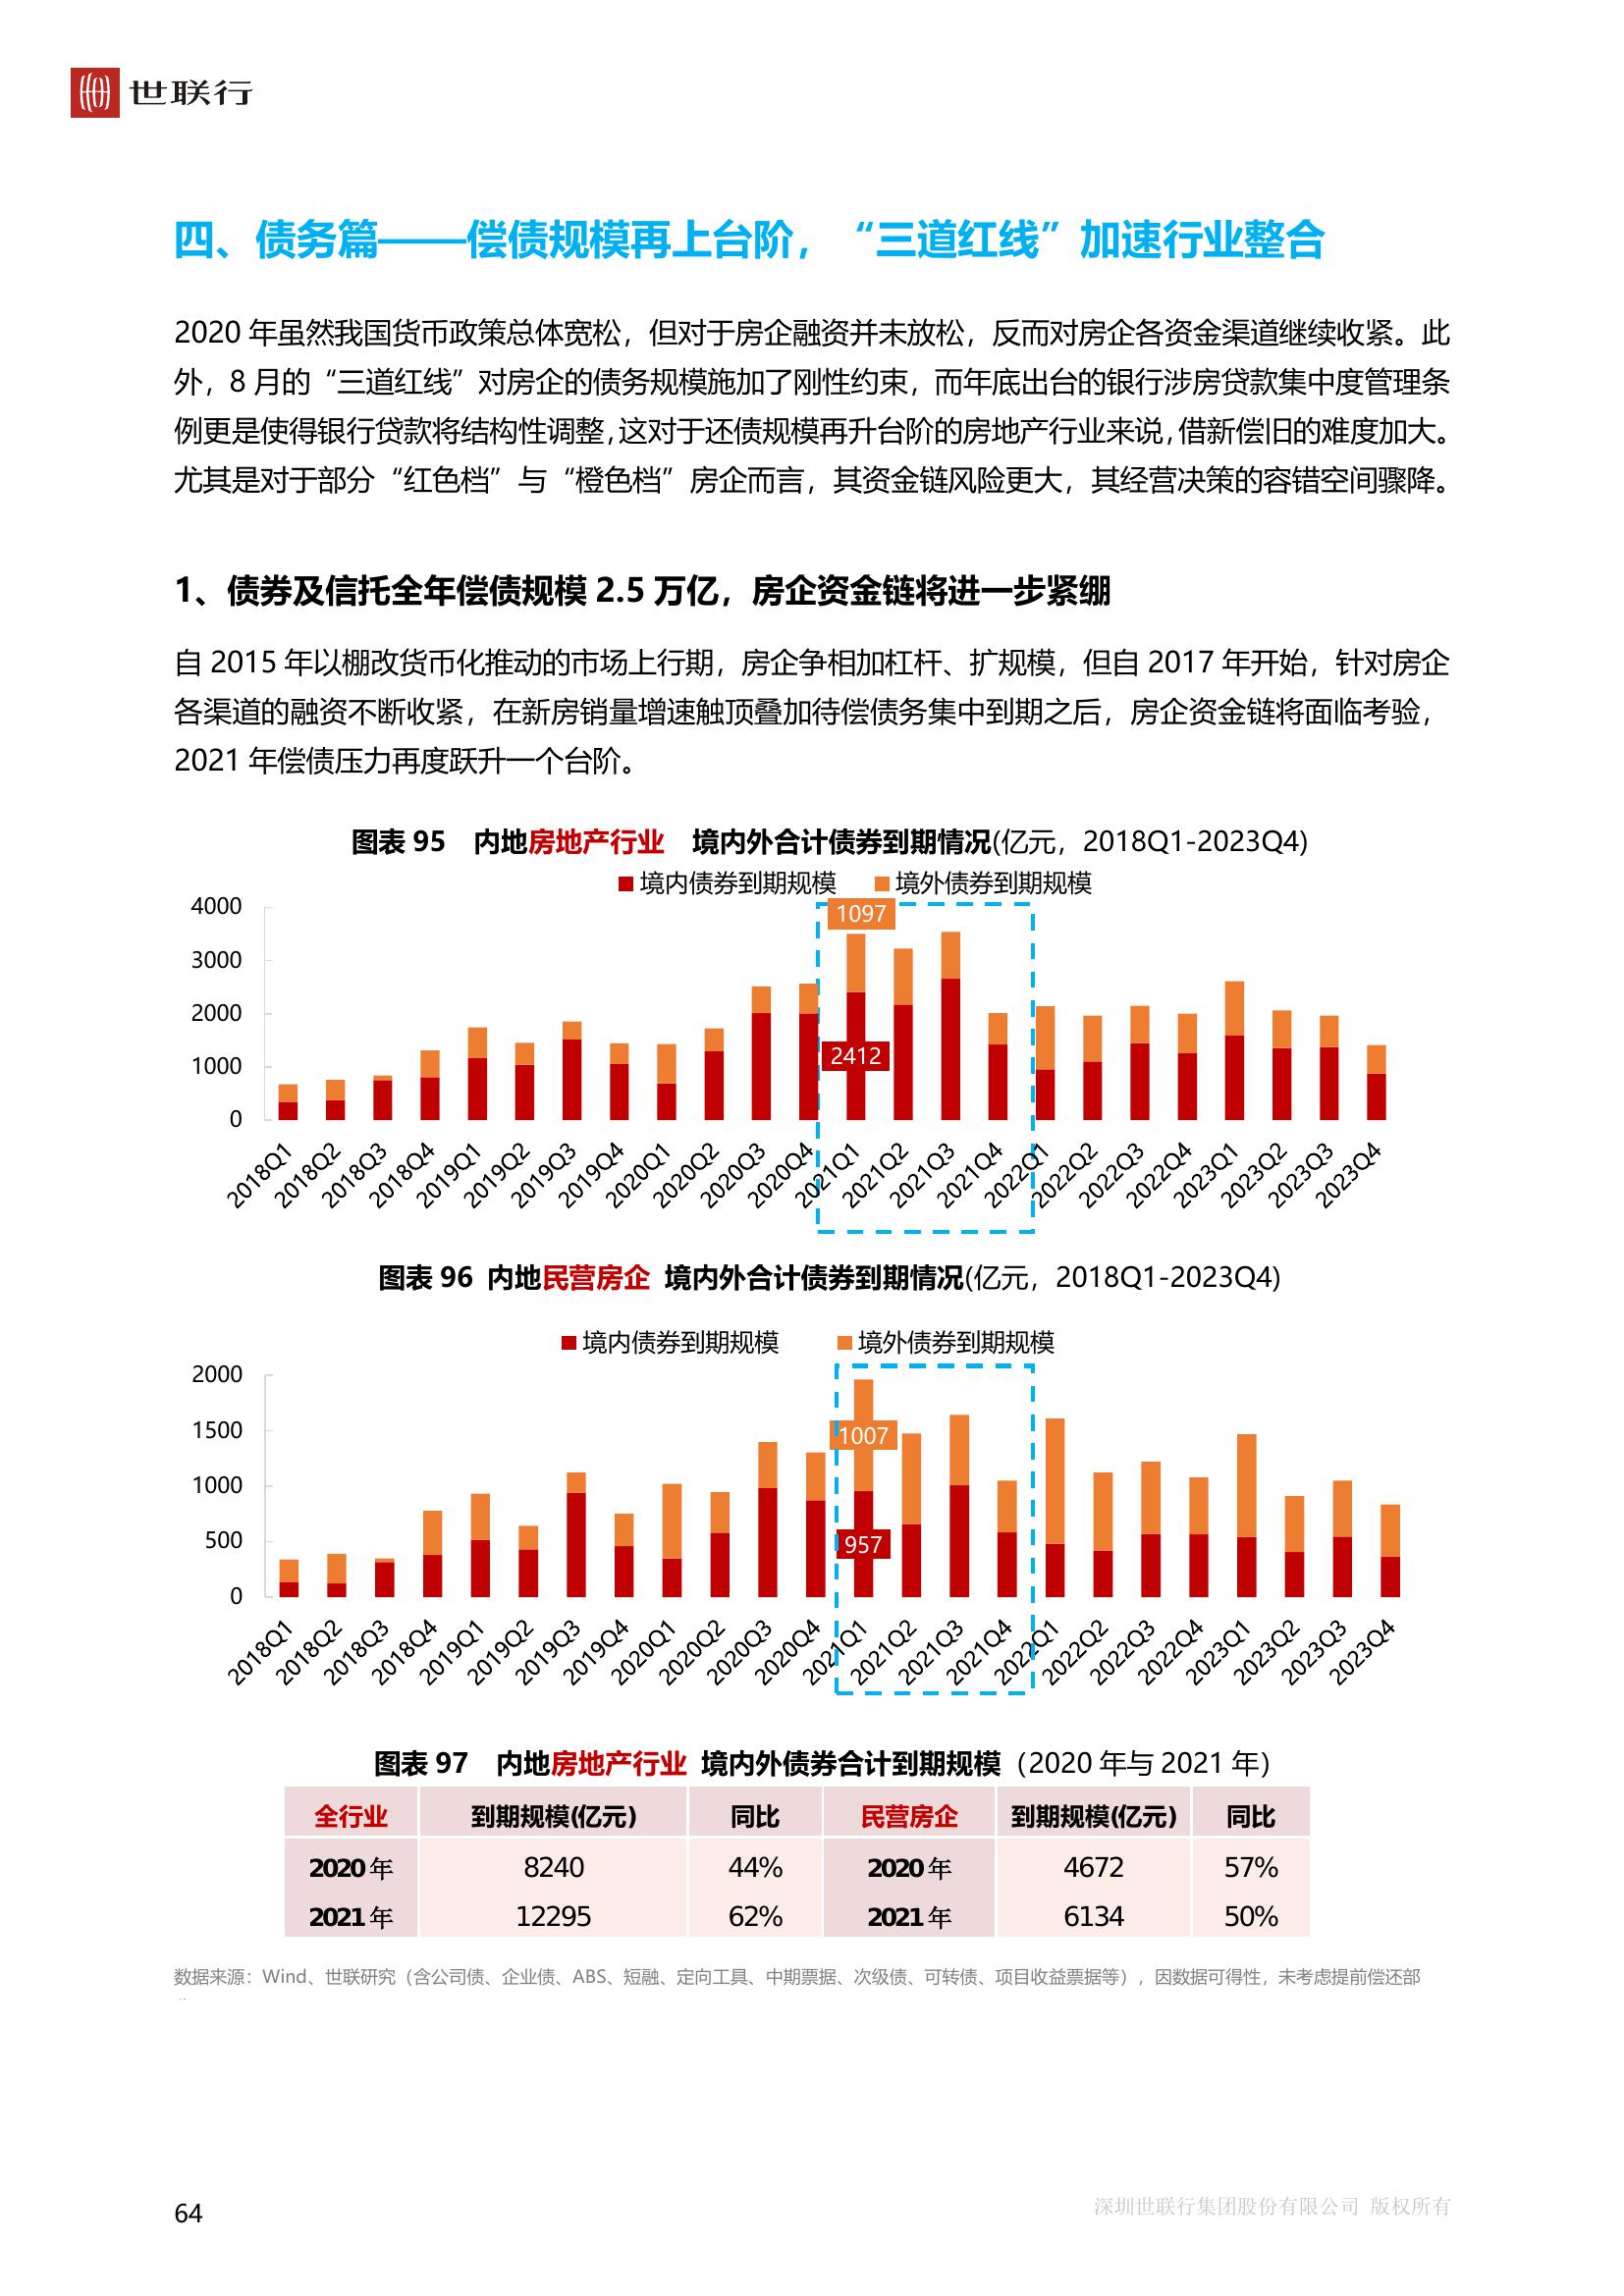 世联行
四、债务篇——偿债规模再上台阶，“三道红线”加速行业整合
2020 年虽然我国货币政策总体宽松，但对于房企融资并未放松，反而对房企各资金渠道继续收紧。此
外，8 月的“三道红线”对房企的债务规模施加了刚性约束，而年底出台的银行涉房贷款集中度管理条
例更是使得银行贷款将结构性调整，这对于还债规模再升台阶的房地产行业来说，借新偿旧的难度加大。
尤其是对于部分“红色档”与“橙色档”房企而言，其资金链风险更大，其经营决策的容错空间骤降。
1、债券及信托全年偿债规模 2.5 万亿，房企资金链将进一步紧绷
自 2015 年以棚改货币化推动的市场上行期，房企争相加杠杆、扩规模，但自 2017 年开始，针对房企
各渠道的融资不断收紧，在新房销量增速触顶叠加待偿债务集中到期之后，房企资金链将面临考验，
2021 年偿债压力再度跃升一个台阶。
图表 95 内地房地产行业 境内外合计债券到期情况(亿元，2018Q1-2023Q4)
境内债券到期规模 境外债券到期规模
4000
3000
2000
1000
0
1097
2412
2018Q1 2018Q2 2018Q3 2018Q4 2019Q1 2019Q2 2019Q3 2019Q4 2020Q1 2020Q2 2020Q3 2020Q4 2021Q1 2021Q2 2021Q3 2021Q4 2022Q1 2022Q2 2022Q3 2022Q4 2023Q1 2023Q2 2023Q3 2023Q4
图表 96 内地民营房企 境内外合计债券到期情况(亿元，2018Q1-2023Q4)
境内债券到期规模 境外债券到期规模
2000
1500
1000
500
0
1007
957
2018Q1 2018Q2 2018Q3 2018Q4 2019Q1 2019Q2 2019Q3 2019Q4 2020Q1 2020Q2 2020Q3 2020Q4 2021Q1 2021Q2 2021Q3 2021Q4 2022Q1 2022Q2 2022Q3 2022Q4 2023Q1 2023Q2 2023Q3 2023Q4
图表 97 内地房地产行业 境内外债券合计到期规模（2020 年与 2021 年）
全行业 到期规模(亿元) 同比 民营房企 到期规模(亿元) 同比
2020 年 8240 44% 2020 年 4672 57%
2021 年 12295 62% 2021 年 6134 50%
数据来源：Wind、世联研究（含公司债、企业债、ABS、短融、定向工具、中期票据、次级债、可转债、项目收益票据等），因数据可得性，未考虑提前偿还部
64
深圳世联行集团股份有限公司 版权所有